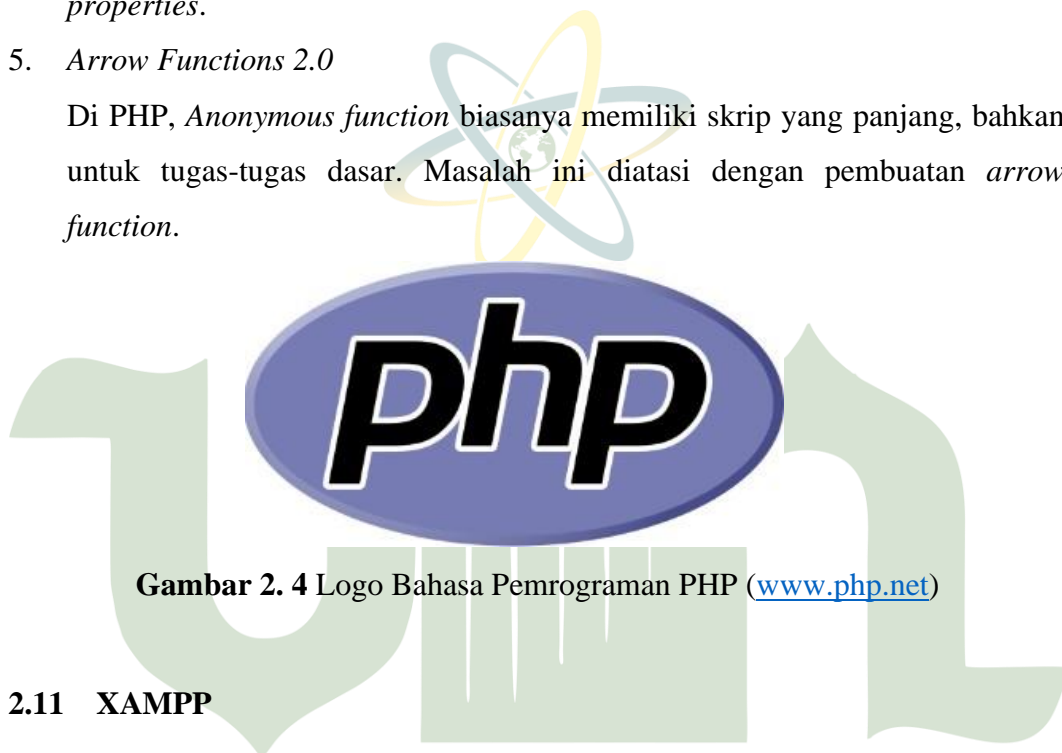 properties.
5. Arrow Functions 2.0
Di PHP, Anonymous function biasanya memiliki skrip yang panjang, bahkan
untuk tugas-tugas dasar. Masalah ini diatasi dengan pembuatan arrow
function.
php
Gambar 2. 4 Logo Bahasa Pemrograman PHP (www.php.net)
2.11 XAMPP